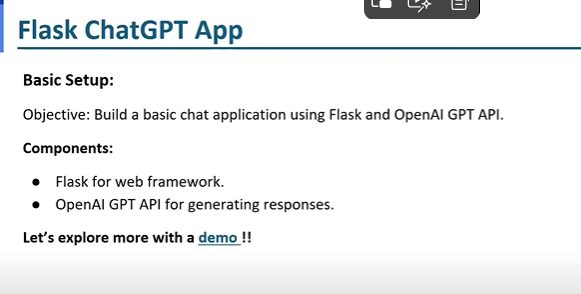 Flask ChatGPT App
Basic Setup:
Objective: Build a basic chat application using Flask and OpenAI GPT API.
Components:
● Flask for web framework.
● OpenAI GPT API for generating responses.
Let's explore more with a demo !!